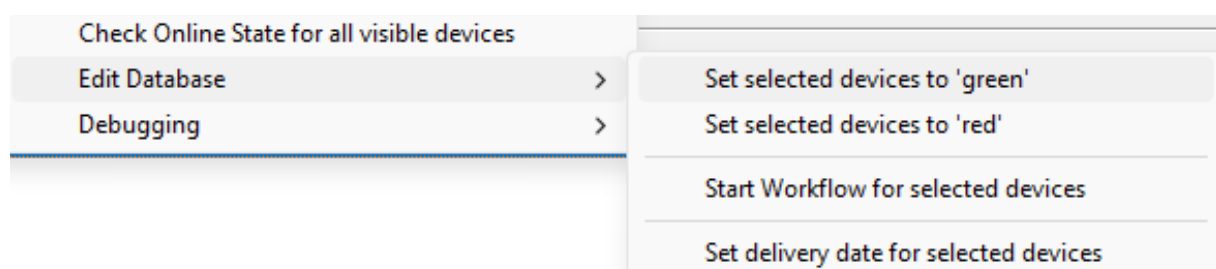 Check Online State for all visible devices
Edit Database
Debugging
Set selected devices to 'green'
Set selected devices to 'red'
Start Workflow for selected devices
Set delivery date for selected devices